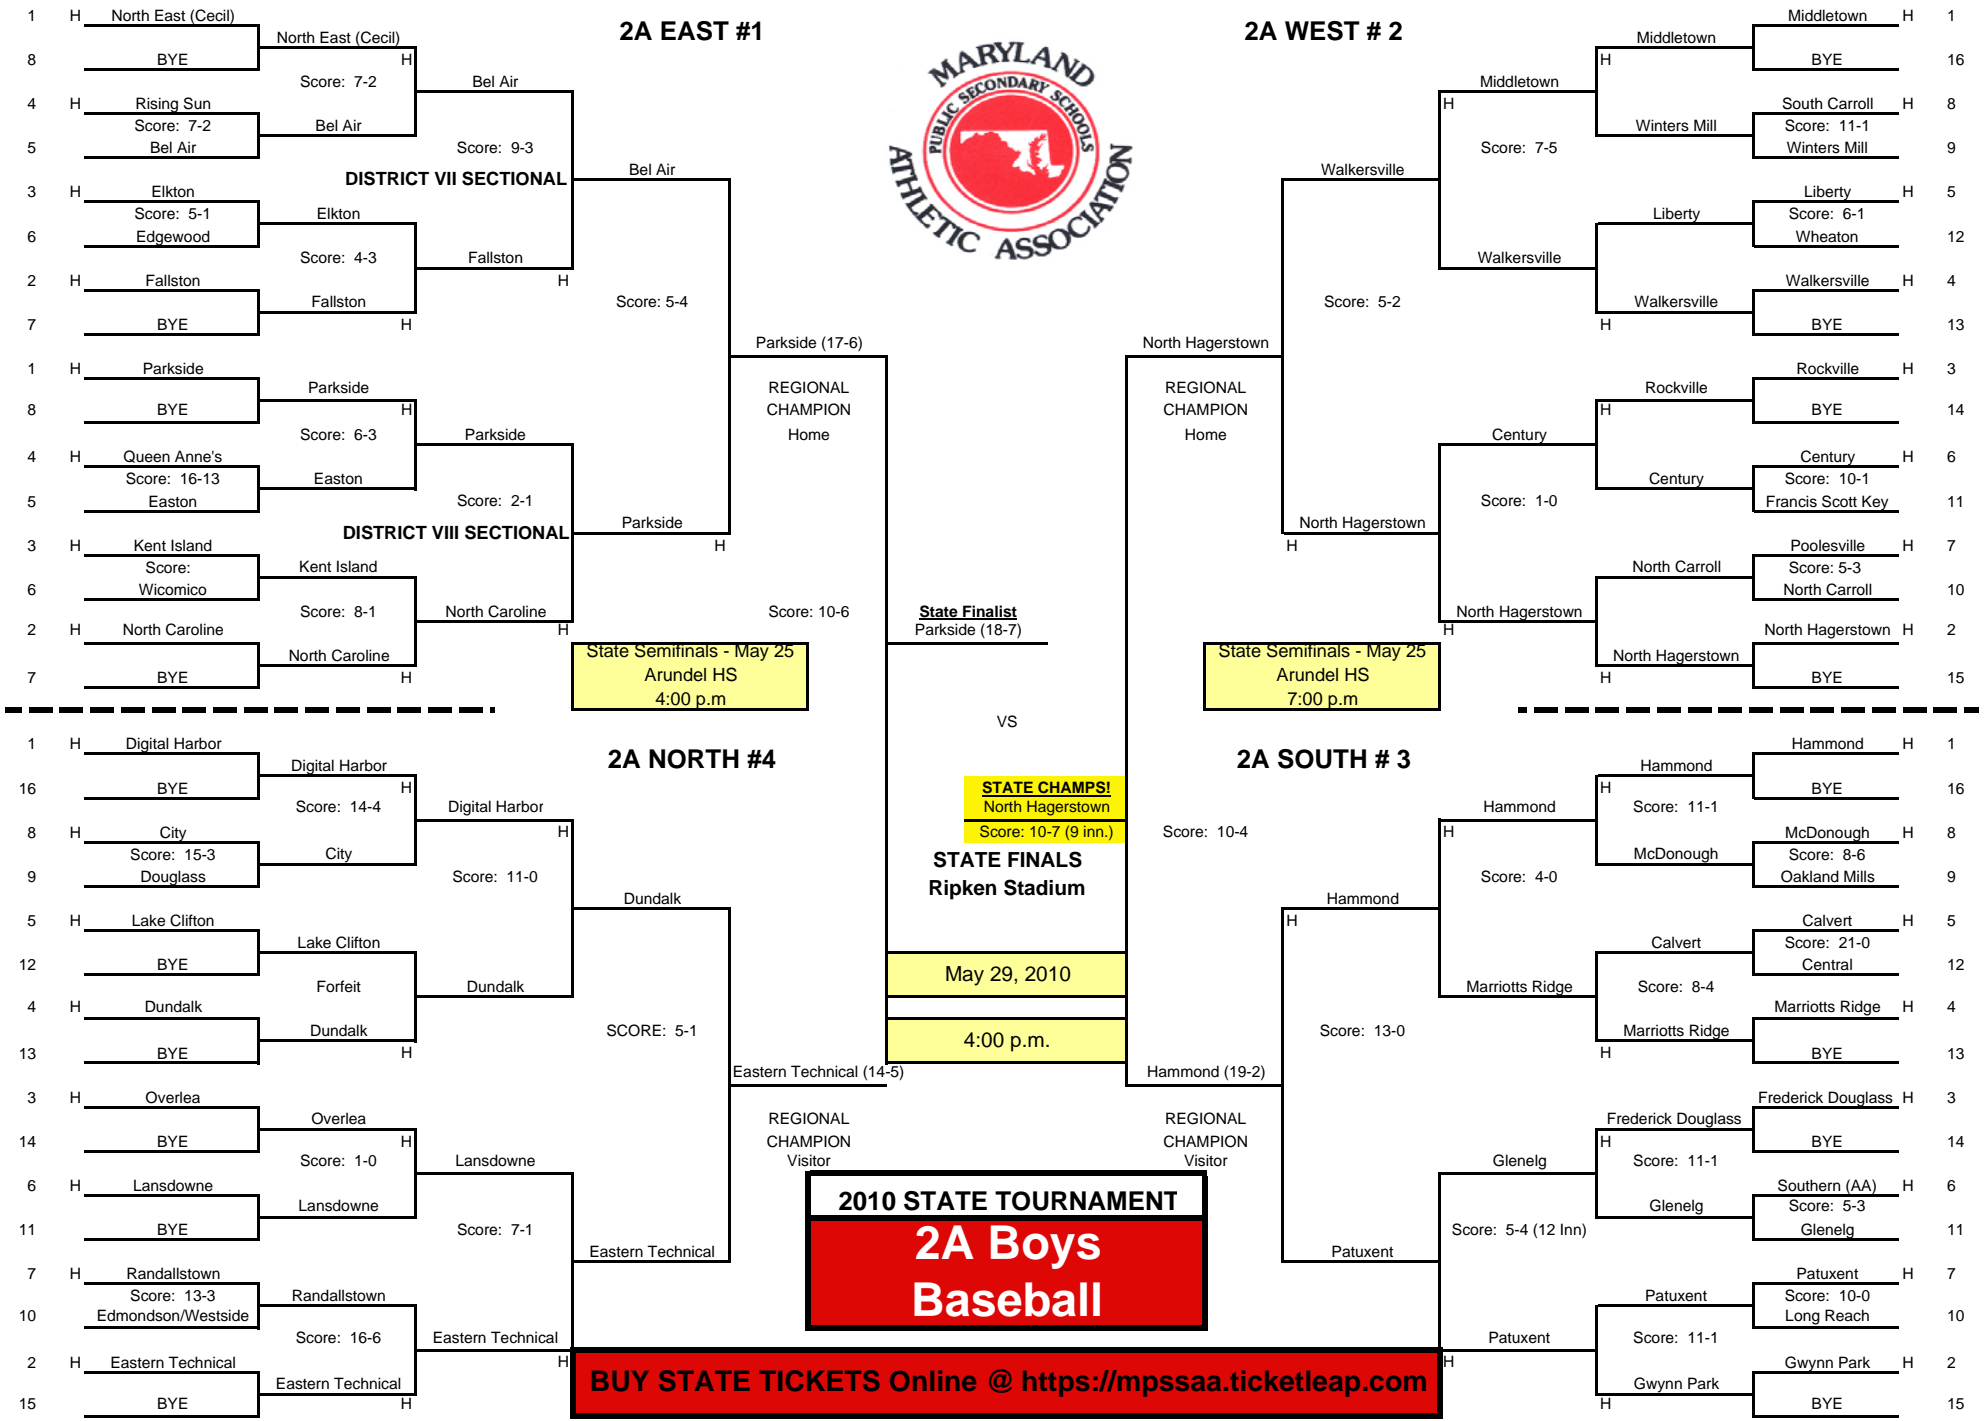 2A EAST #1
1 H North East (Cecil)
8 BYE
North East (Cecil)
H
Score: 7-2
4 H Rising Sun
Score: 7-2
5 Bel Air
Bel Air
Bel Air
Score: 9-3
DISTRICT VII SECTIONAL
3 H Elkton
Score: 5-1
6 Edgewood
Elkton
Score: 4-3
2 H Fallston
7 BYE
Fallston
H
Fallston
H
Bel Air
Score: 5-4
1 H Parkside
8 BYE
Parkside
H
Score: 6-3
4 H Queen Anne's
Score: 16-13
5 Easton
Easton
Parkside
Score: 2-1
DISTRICT VIII SECTIONAL
3 H Kent Island
Score:
6 Wicomico
Kent Island
Score: 8-1
2 H North Caroline
7 BYE
North Caroline
H
North Caroline
H
Parkside
H
Parkside (17-6)
REGIONAL
CHAMPION
Home
Score: 10-6
State Semifinals - May 25
Arundel HS
4:00 p.m
MARYLAND
PUBLIC SECONDARY SCHOOLS
ATHLETIC ASSOCIATION
2A WEST # 2
Middletown H 1
BYE 16
Middletown
H
South Carroll H 8
Score: 11-1
Winters Mill 9
Winters Mill
Middletown
H
Score: 7-5
Liberty H 5
Score: 6-1
Wheaton 12
Liberty
Walkersville H 4
BYE 13
Walkersville
H
Walkersville
Walkersville
Score: 5-2
Rockville H 3
BYE 14
Rockville
H
Century H 6
Score: 10-1
Francis Scott Key 11
Century
Century
Score: 1-0
Poolesville H 7
Score: 5-3
North Carroll 10
North Carroll
North Hagerstown H 2
BYE 15
North Hagerstown
H
North Hagerstown
H
North Hagerstown
H
North Hagerstown
REGIONAL
CHAMPION
Home
State Semifinals - May 25
Arundel HS
7:00 p.m
State Finalist
Parkside (18-7)
VS
STATE CHAMPS!
North Hagerstown
Score: 10-7 (9 inn.)
STATE FINALS
Ripken Stadium
May 29, 2010
4:00 p.m.
2A NORTH #4
1 H Digital Harbor
16 BYE
Digital Harbor
H
Score: 14-4
8 H City
Score: 15-3
9 Douglass
City
Digital Harbor
H
Score: 11-0
5 H Lake Clifton
12 BYE
Lake Clifton
Forfeit
4 H Dundalk
13 BYE
Dundalk
H
Dundalk
Dundalk
SCORE: 5-1
3 H Overlea
14 BYE
Overlea
H
Score: 1-0
6 H Lansdowne
11 BYE
Lansdowne
Lansdowne
Score: 7-1
7 H Randallstown
Score: 13-3
10 Edmondson/Westside
Randallstown
Score: 16-6
2 H Eastern Technical
15 BYE
Eastern Technical
H
Eastern Technical
H
Eastern Technical
Eastern Technical (14-5)
REGIONAL
CHAMPION
Visitor
2A SOUTH # 3
Score: 10-4
Hammond H 1
BYE 16
Hammond
H
Score: 11-1
McDonough H 8
Score: 8-6
Oakland Mills 9
McDonough
Hammond
H
Score: 4-0
Calvert H 5
Score: 21-0
Central 12
Calvert
Score: 8-4
Marriotts Ridge H 4
BYE 13
Marriotts Ridge
H
Marriotts Ridge
Hammond
H
Score: 13-0
Frederick Douglass H 3
BYE 14
Frederick Douglass
H
Score: 11-1
Southern (AA) H 6
Score: 5-3
Glenelg 11
Glenelg
Glenelg
Score: 5-4 (12 Inn)
Patuxent H 7
Score: 10-0
Long Reach 10
Patuxent
Score: 11-1
Gwynn Park H 2
BYE 15
Gwynn Park
H
Patuxent
H
Patuxent
Hammond (19-2)
REGIONAL
CHAMPION
Visitor
2010 STATE TOURNAMENT
2A Boys
Baseball
BUY STATE TICKETS Online @ https://mpssaa.ticketleap.com